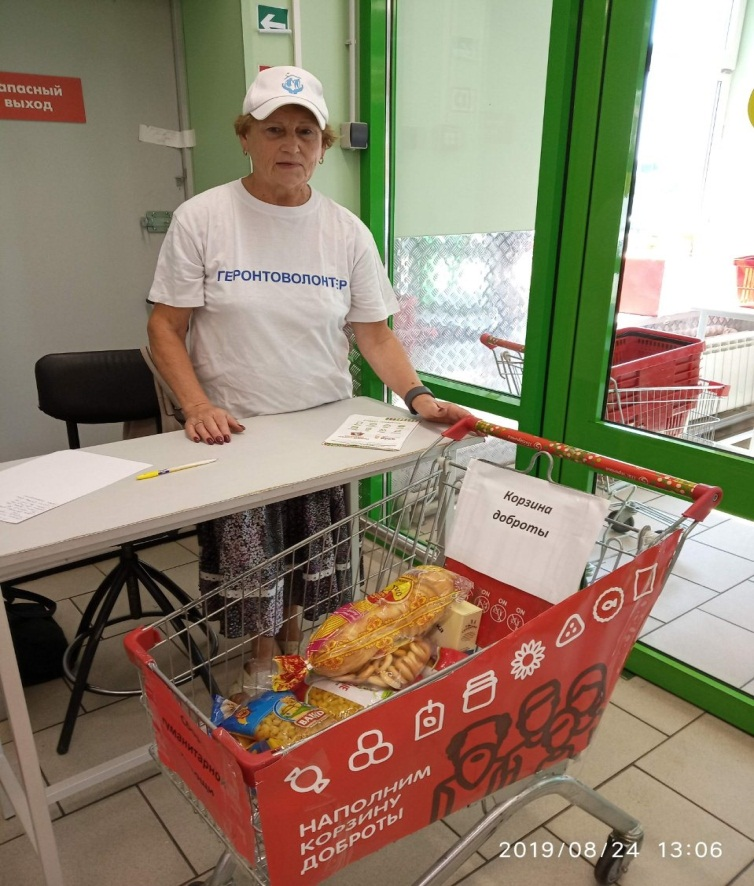 апасный
выход
ГЕРОНТОВОЛОНТЕР
Корзина
доброты
НАПОЛНИМ
КОРЗИНУ
ДОБРОТЫ
2019/08/24 13:06